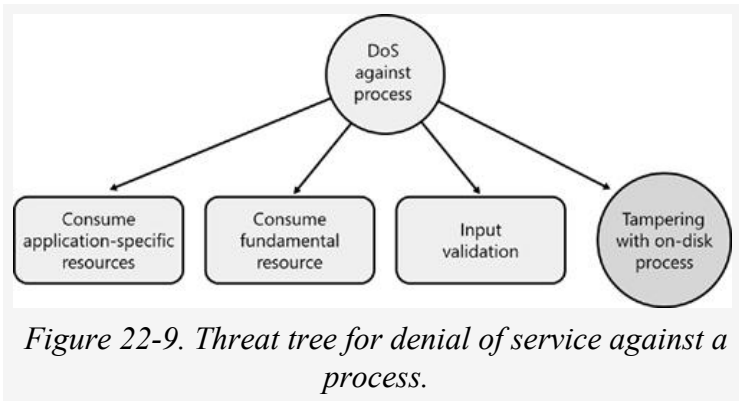 DoS
against
process
Consume
application-specific
resources
Consume
fundamental
resource
Input
validation
Tampering
with on-disk
process
Figure 22-9. Threat tree for denial of service against a
process.